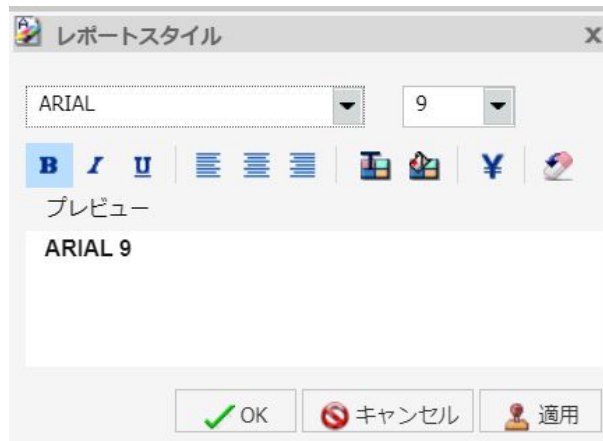 レポートスタイル
X
ARIAL
9
B I U ¥
プレビュー
ARIAL 9
OK キャンセル 適用